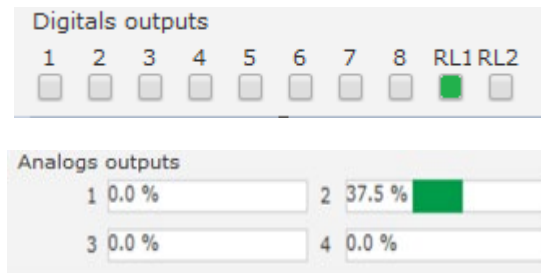 Digitals outputs
1 2 3 4 5 6 7 8 RL1 RL2
Analogs outputs
1 0.0 % 2 37.5 %
3 0.0 % 4 0.0 %